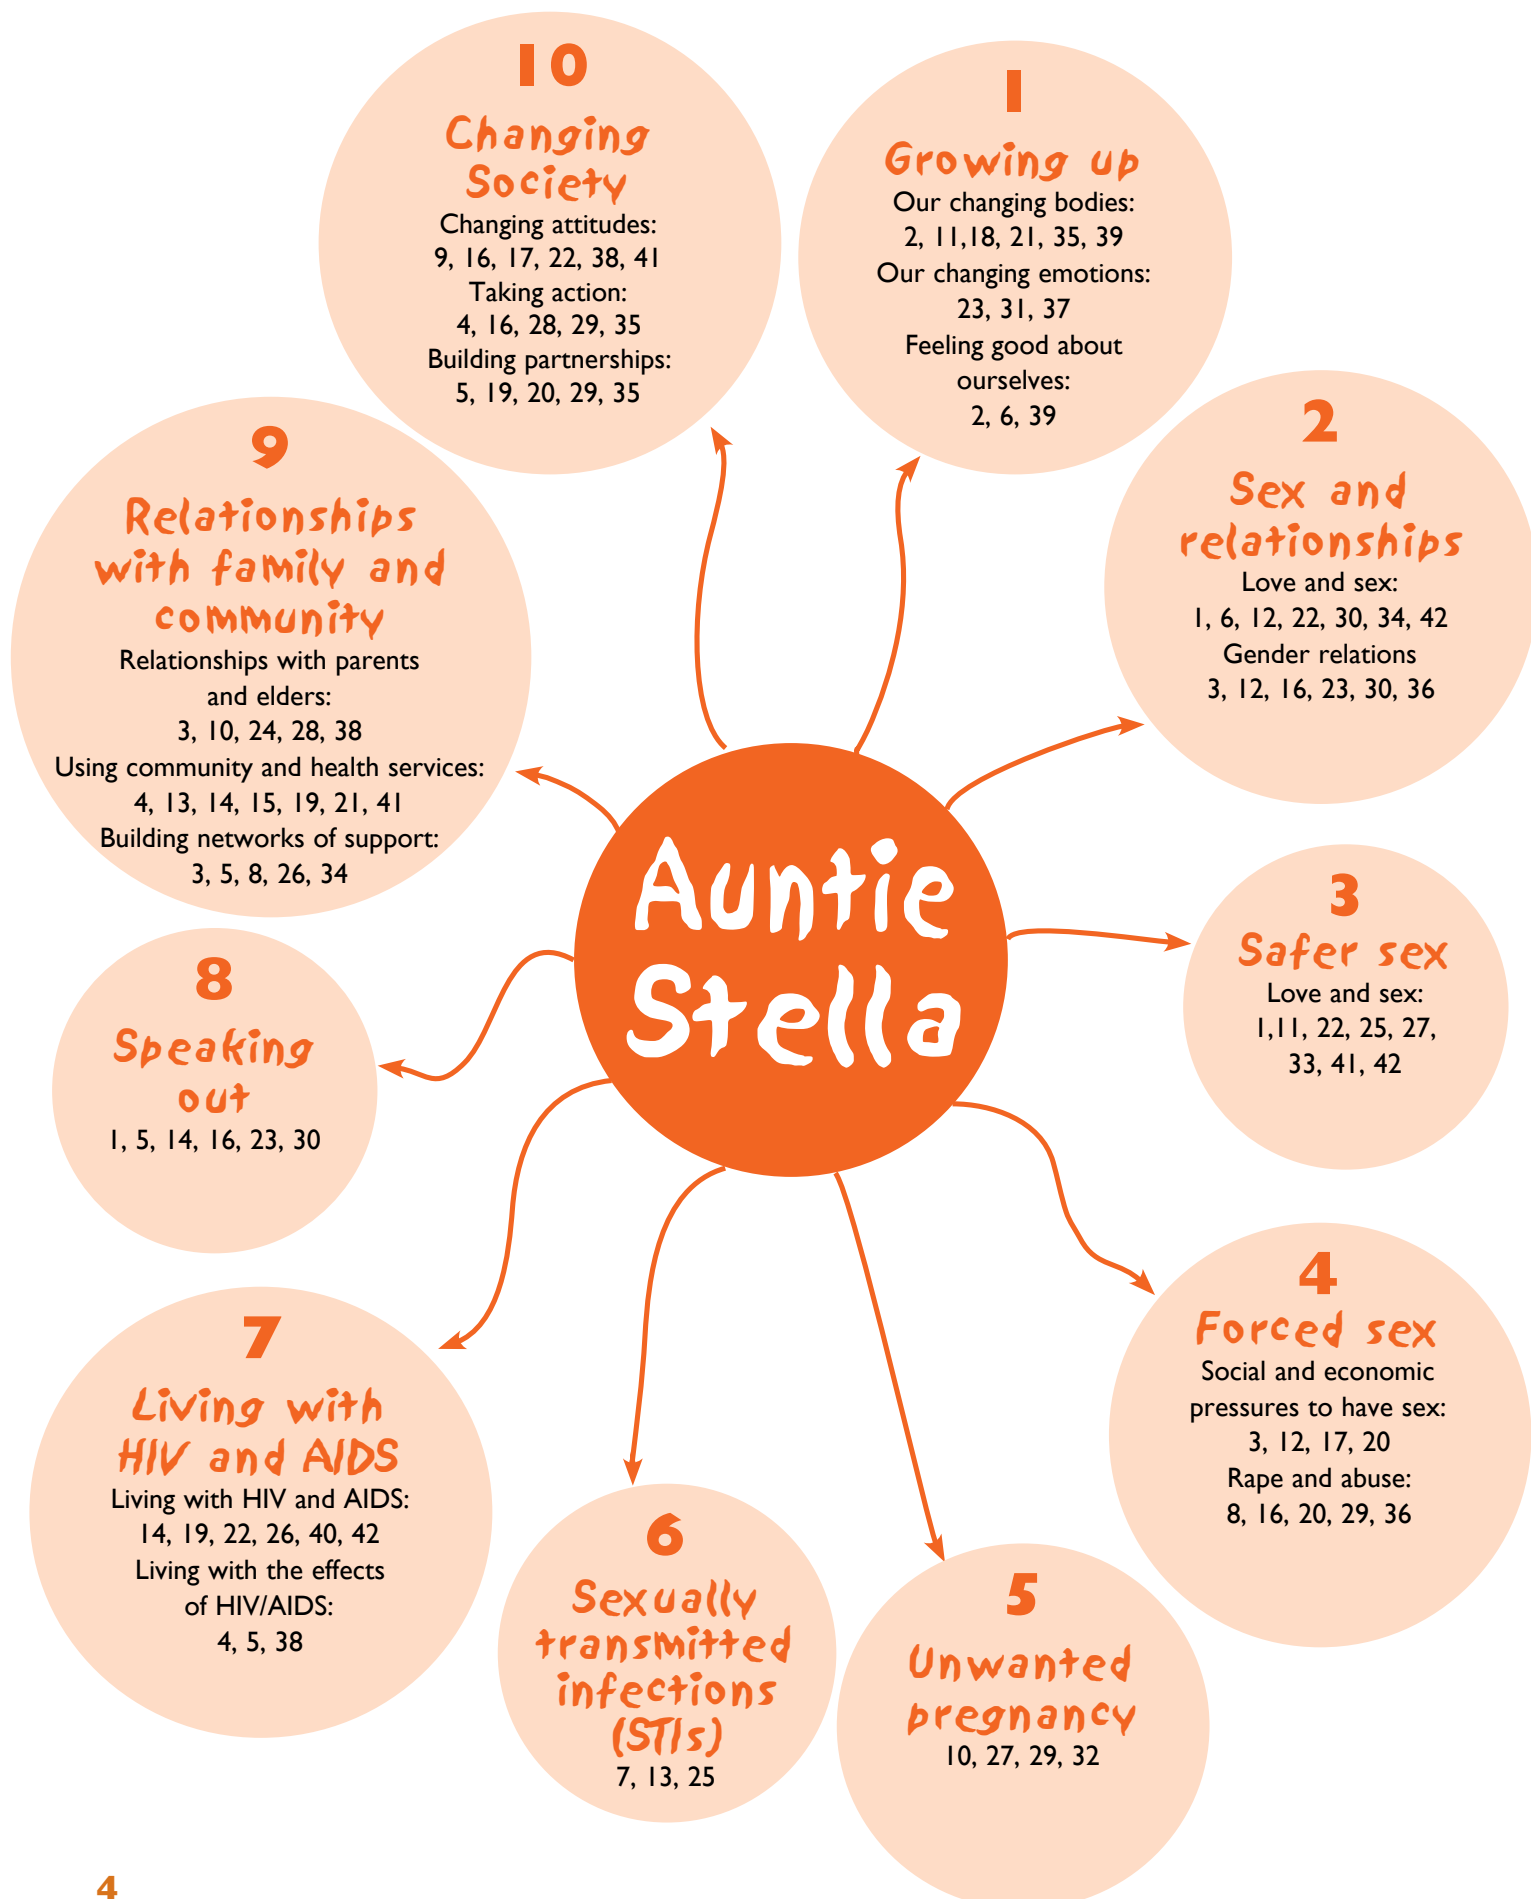 10
Changing
Society
Changing attitudes:
9, 16, 17, 22, 38, 41
Taking action:
4, 16, 28, 29, 35
Building partnerships:
5, 19, 20, 29, 35
1
Growing up
Our changing bodies:
2, 11,18, 21, 35, 39
Our changing emotions:
23, 31, 37
Feeling good about
ourselves:
2, 6, 39
2
Sex and
relationships
Love and sex:
1, 6, 12, 22, 30, 34, 42
Gender relations
3, 12, 16, 23, 30, 36
9
Relationships
with family and
community
Relationships with parents
and elders:
3, 10, 24, 28, 38
Using community and health services:
4, 13, 14, 15, 19, 21, 41
Building networks of support:
3, 5, 8, 26, 34
Auntie
Stella
3
Safer sex
Love and sex:
1,11, 22, 25, 27,
33, 41, 42
8
Speaking
out
1, 5, 14, 16, 23, 30
4
Forced sex
Social and economic
pressures to have sex:
3, 12, 17, 20
Rape and abuse:
8, 16, 20, 29, 36
7
Living with
HIV and AIDS
Living with HIV and AIDS:
14, 19, 22, 26, 40, 42
Living with the effects
of HIV/AIDS:
4, 5, 38
6
Sexually
transmitted
infections
(STIs)
7, 13, 25
5
Unwanted
pregnancy
10, 27, 29, 32
4